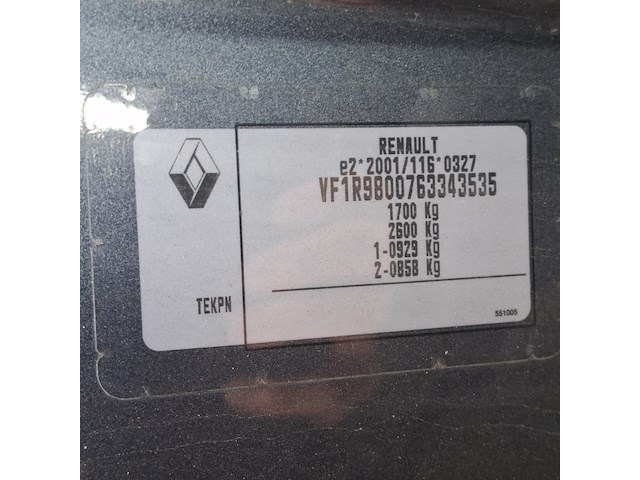 RENAULT
e2*2001/116*0327
VF1R9800763343535
1700 Kg
2600 Kg
1-0929 Kg
2-0858 Kg
TEKPN
551005